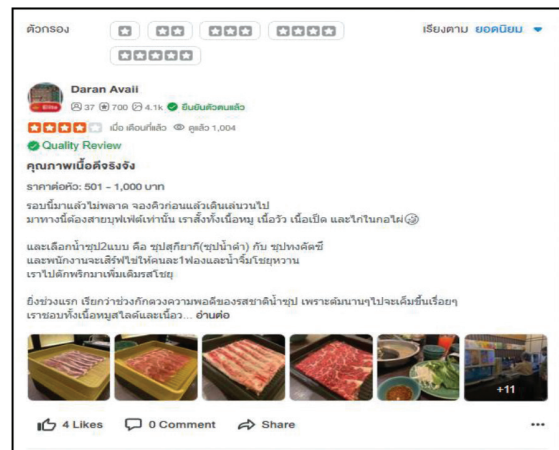 ตัวกรอง
เรียงตาม ยอดนิยม
Daran Avaii
Elite 37 700 4.1k ยืนยันตัวตนแล้ว
เมื่อ เดือนที่แล้ว ดูแล้ว 1,004
Quality Review
คุณภาพเนื้อดีจริงจัง
ราคาต่อหัว: 501 - 1,000 บาท
รอบนี้มาแล้วไม่พลาด จองคิวก่อนแล้วเดินเล่นวนไป
มาทางนี้ต้องสายบุฟเฟ่ต์เท่านั้น เราสั่งทั้งเนื้อหมู เนื้อวัว เนื้อเป็ด และไก่ในกอไผ่
และเลือกน้ำซุป2แบบ คือ ซุปสุกียากี้(ซุปน้ำดำ) กับ ซุปทงคัตซึ
และพนักงานจะเสิร์ฟไข่ให้คนละ1ฟองและน้ำจิ้มโชยุหวาน
เราไปตักพริกมาเพิ่มเติมรสโชยุ
ยิ่งช่วงแรก เรียกว่าช่วงกักตวงความพอดีของรสชาติน้ำซุป เพราะต้มนานๆไปจะเค็มขึ้นเรื่อยๆ
เราชอบทั้งเนื้อหมูสไลด์และเนื้อว... อ่านต่อ
+11
4 Likes 0 Comment Share